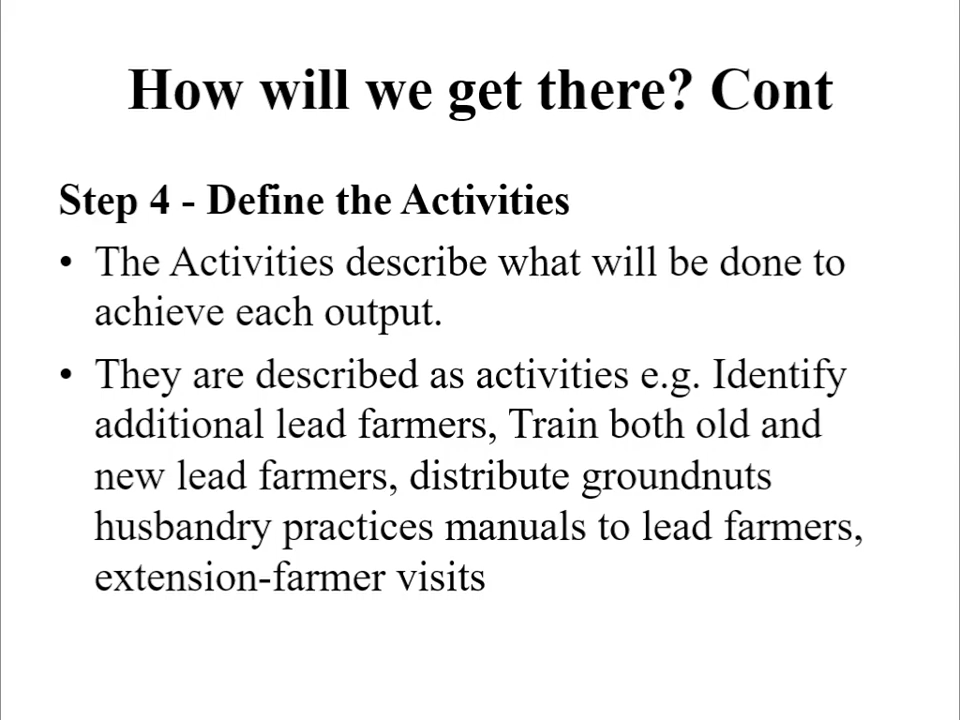 How will we get there? Cont
Step 4 - Define the Activities
• The Activities describe what will be done to
achieve each output.
• They are described as activities e.g. Identify
additional lead farmers, Train both old and
new lead farmers, distribute groundnuts
husbandry practices manuals to lead farmers,
extension-farmer visits